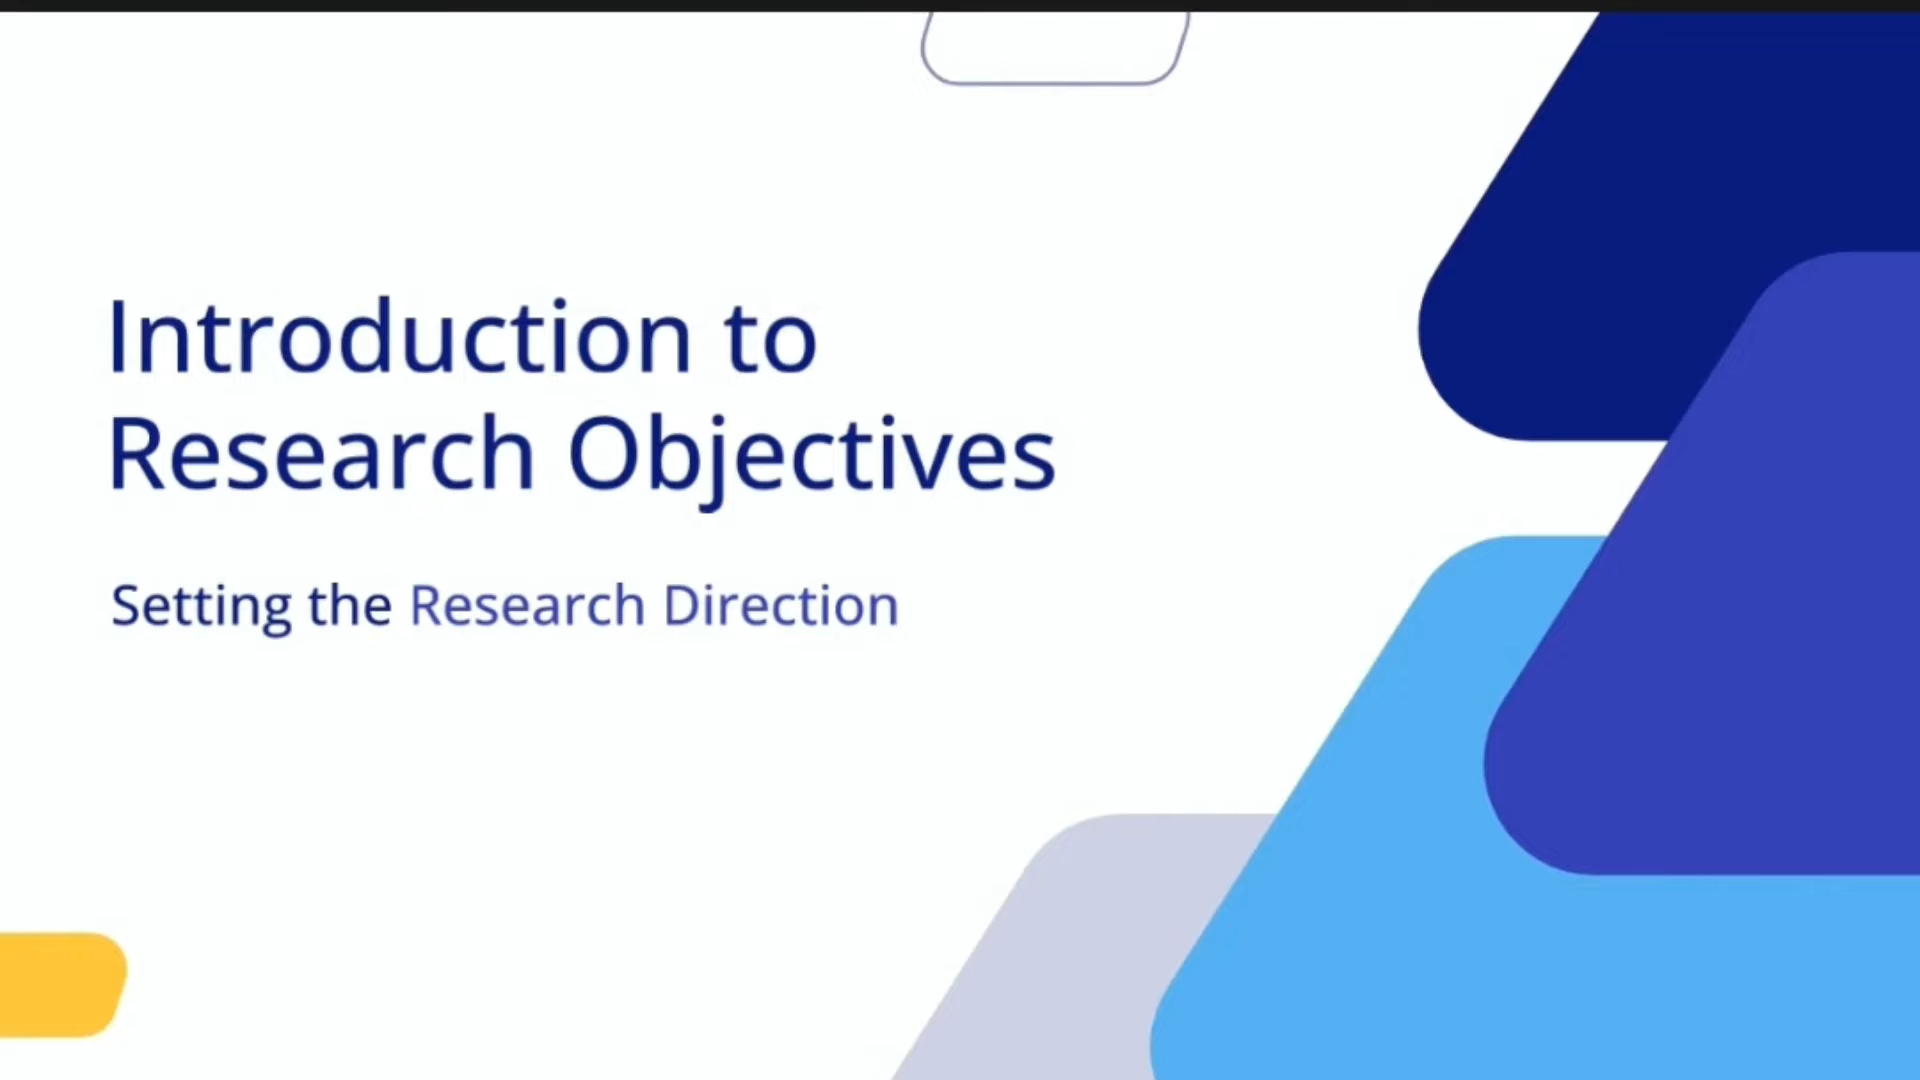 Introduction to
Research Objectives
Setting the Research Direction